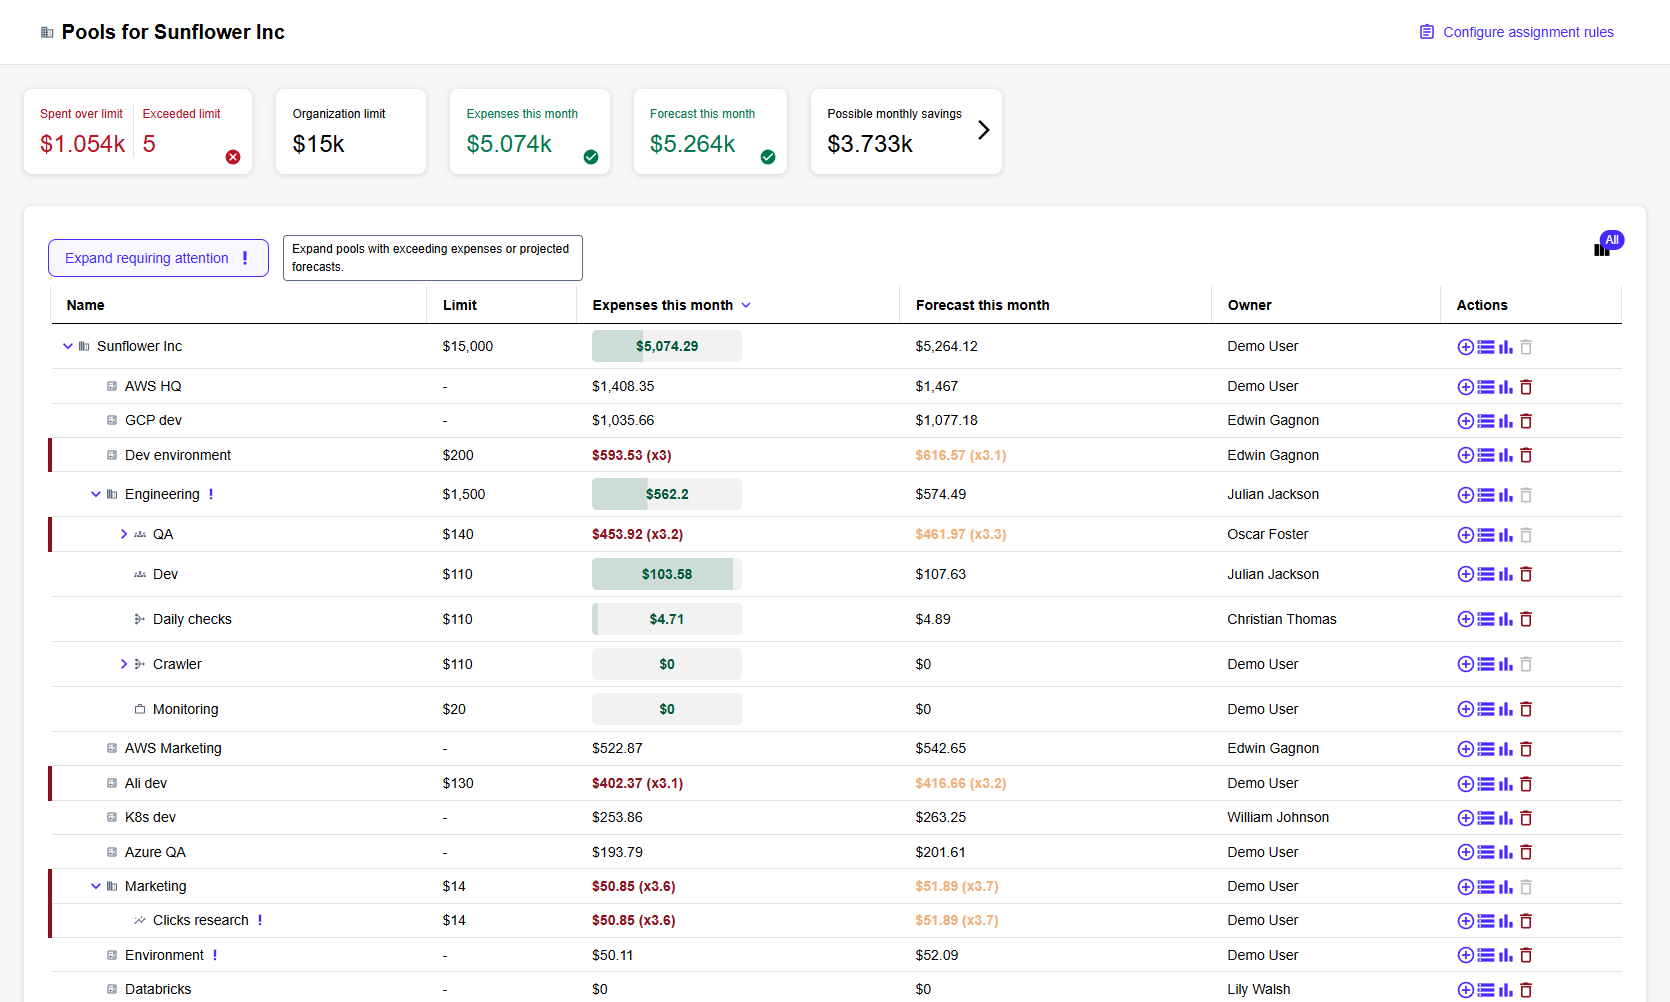 Pools for Sunflower Inc
Configure assignment rules
Spent over limit Exceeded limit
$1.054k 5
Organization limit
$15k
Expenses this month
$5.074k
Forecast this month
$5.264k
Possible monthly savings
$3.733k
Expand requiring attention !
Expand pools with exceeding expenses or projected
forecasts.
All
Name Limit Expenses this month Forecast this month Owner Actions
Sunflower Inc $15,000 $5,074.29 $5,264.12 Demo User
AWS HQ - $1,408.35 $1,467 Demo User
GCP dev - $1,035.66 $1,077.18 Edwin Gagnon
Dev environment $200 $593.53 (x3) $616.57 (x3.1) Edwin Gagnon
Engineering ! $1,500 $562.2 $574.49 Julian Jackson
QA $140 $453.92 (x3.2) $461.97 (x3.3) Oscar Foster
Dev $110 $103.58 $107.63 Julian Jackson
Daily checks $110 $4.71 $4.89 Christian Thomas
Crawler $110 $0 $0 Demo User
Monitoring $20 $0 $0 Demo User
AWS Marketing - $522.87 $542.65 Edwin Gagnon
Ali dev $130 $402.37 (x3.1) $416.66 (x3.2) Demo User
K8s dev - $253.86 $263.25 William Johnson
Azure QA - $193.79 $201.61 Demo User
Marketing $14 $50.85 (x3.6) $51.89 (x3.7) Demo User
Clicks research ! $14 $50.85 (x3.6) $51.89 (x3.7) Demo User
Environment ! - $50.11 $52.09 Demo User
Databricks - $0 $0 Lily Walsh